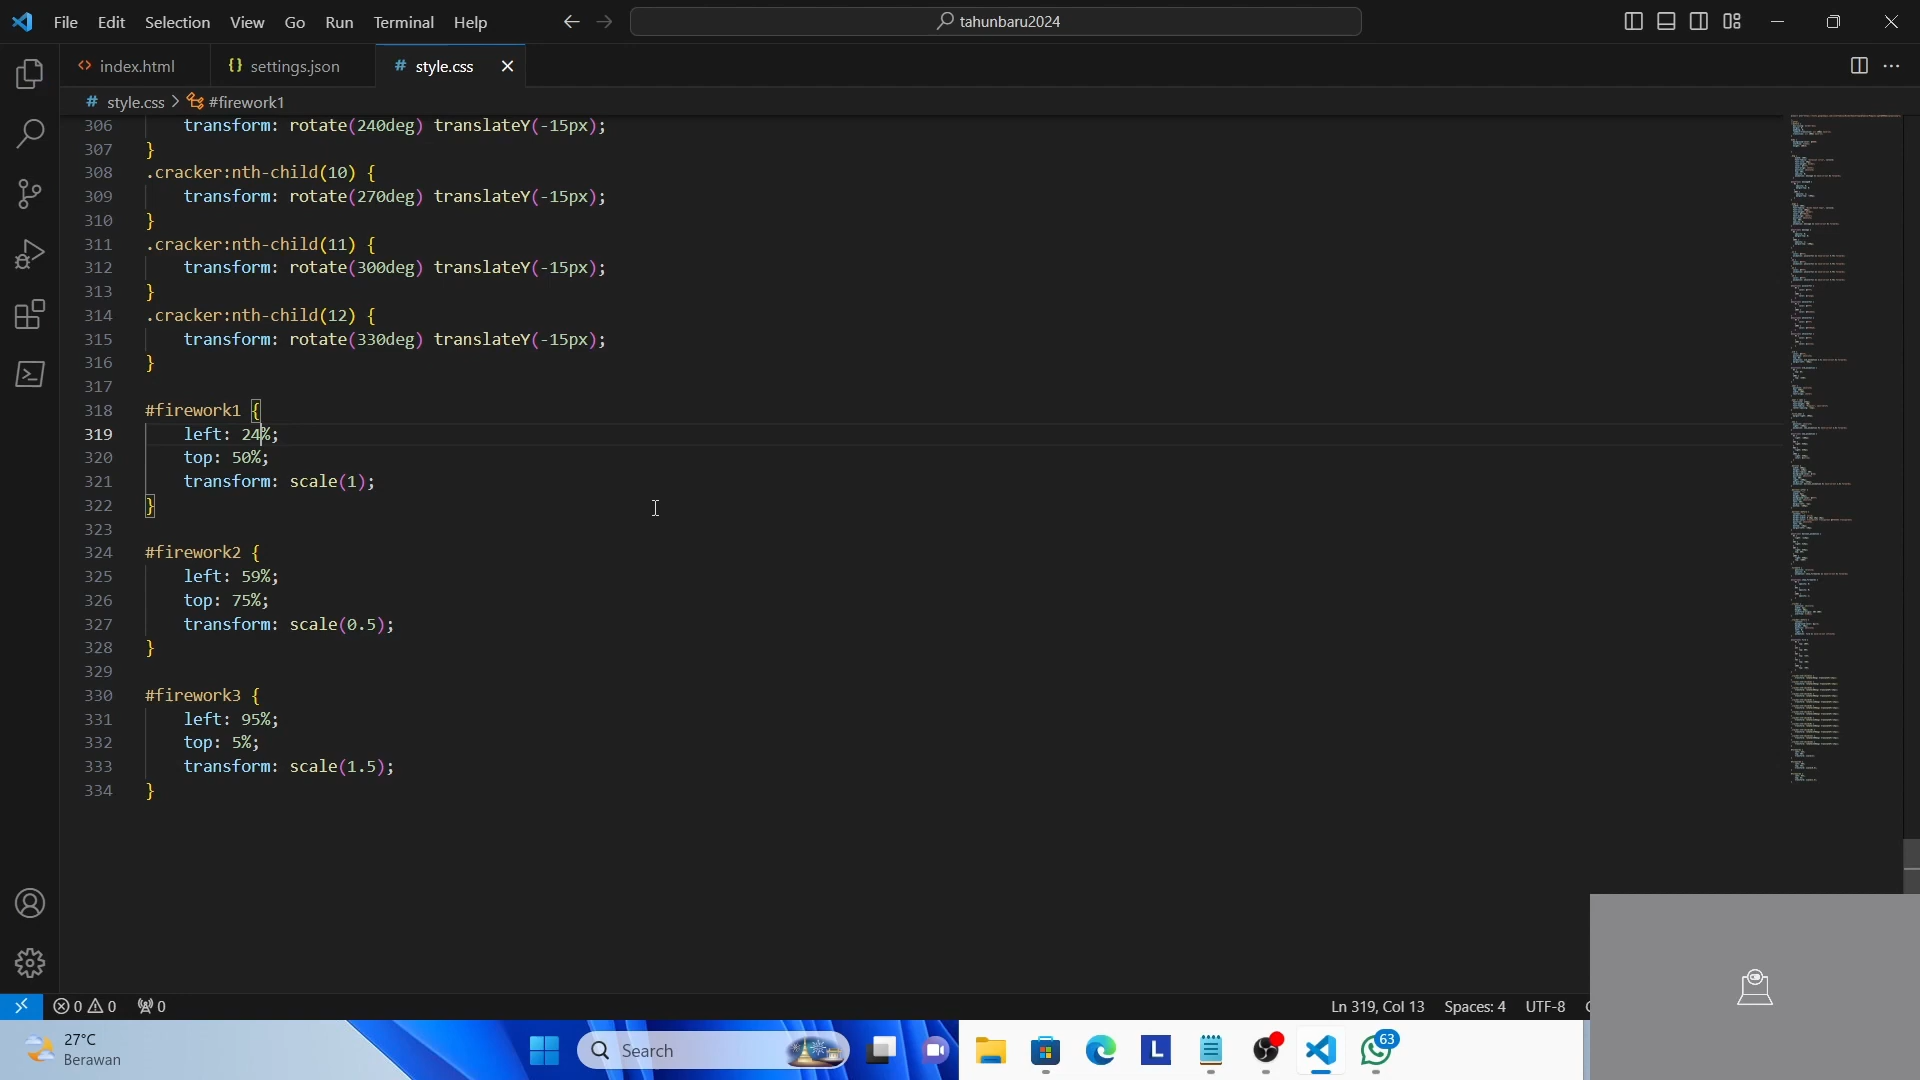 File Edit Selection View Go Run Terminal Help
tahunbaru2024
index.html
settings.json
style.css
style.css > #firework1
306 transform: rotate(240deg) translateY(-15px);
307 }
308 .cracker:nth-child(10) {
309 transform: rotate(270deg) translateY(-15px);
310 }
311 .cracker:nth-child(11) {
312 transform: rotate(300deg) translateY(-15px);
313 }
314 .cracker:nth-child(12) {
315 transform: rotate(330deg) translateY(-15px);
316 }
317
318 #firework1 {
319 left: 24%;
320 top: 50%;
321 transform: scale(1);
322 }
323
324 #firework2 {
325 left: 59%;
326 top: 75%;
327 transform: scale(0.5);
328 }
329
330 #firework3 {
331 left: 95%;
332 top: 5%;
333 transform: scale(1.5);
334 }
0 0 0
Ln 319, Col 13 Spaces: 4 UTF-8
27°C
Berawan
Search
L
63